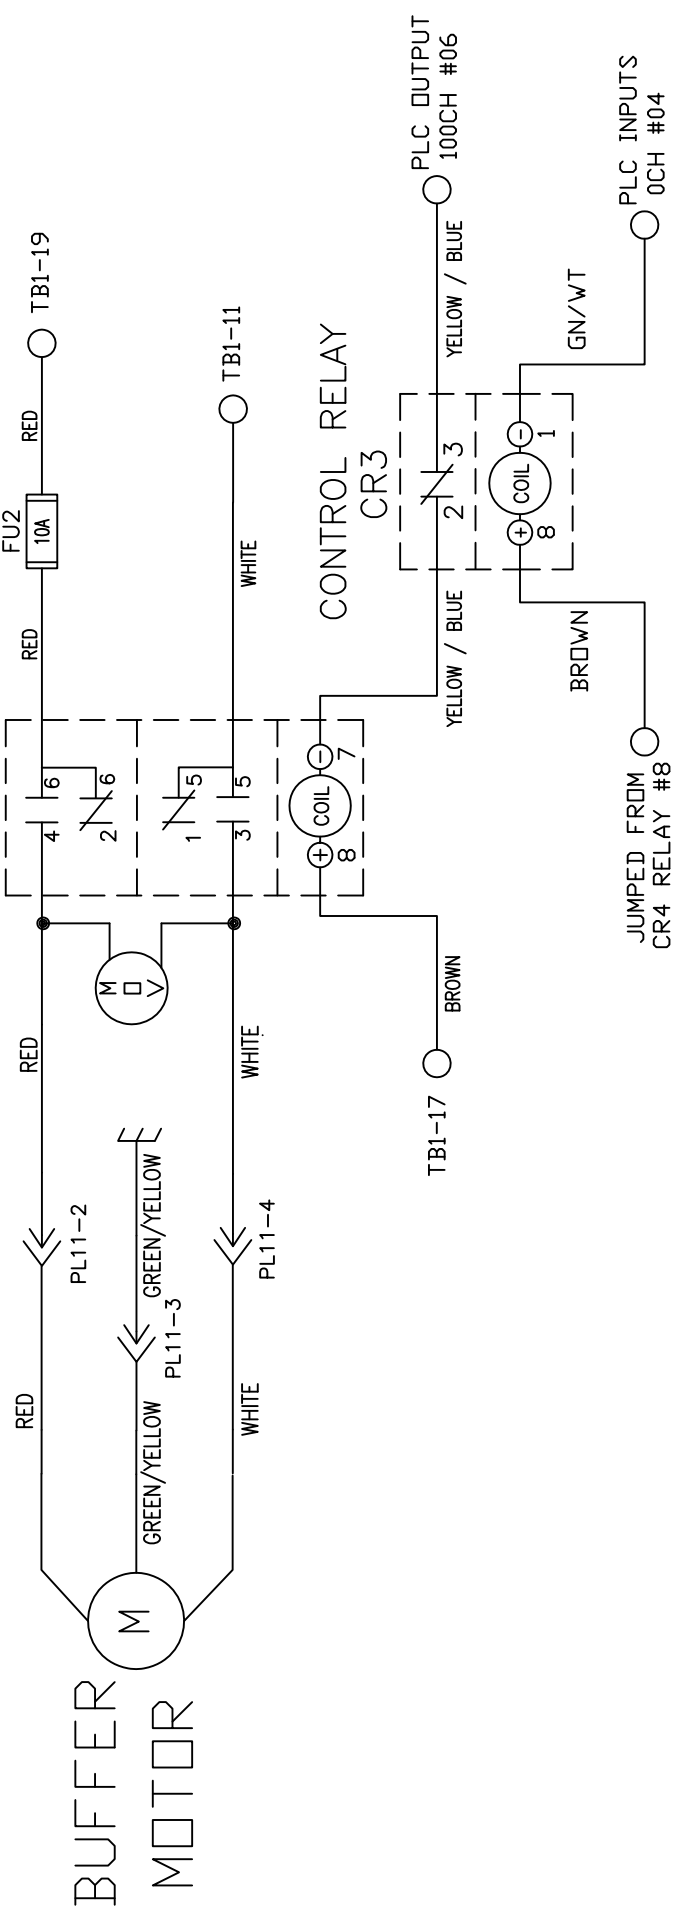 BUFFER
MOTOR
M
RED
PL11-2
RED
RED
FU2
10A
RED
TB1-19
GREEN/YELLOW
PL11-3
GREEN/YELLOW
MOV
4
6
2
6
1
5
3
5
WHITE
PL11-4
WHITE
WHITE
TB1-11
+
8
COIL
-
7
TB1-17
BROWN
CONTROL RELAY
CR3
YELLOW / BLUE
2
3
YELLOW / BLUE
PLC OUTPUT
100CH #06
+
8
COIL
-
1
BROWN
JUMPED FROM
CR4 RELAY #8
GN/WT
PLC INPUTS
0CH #04